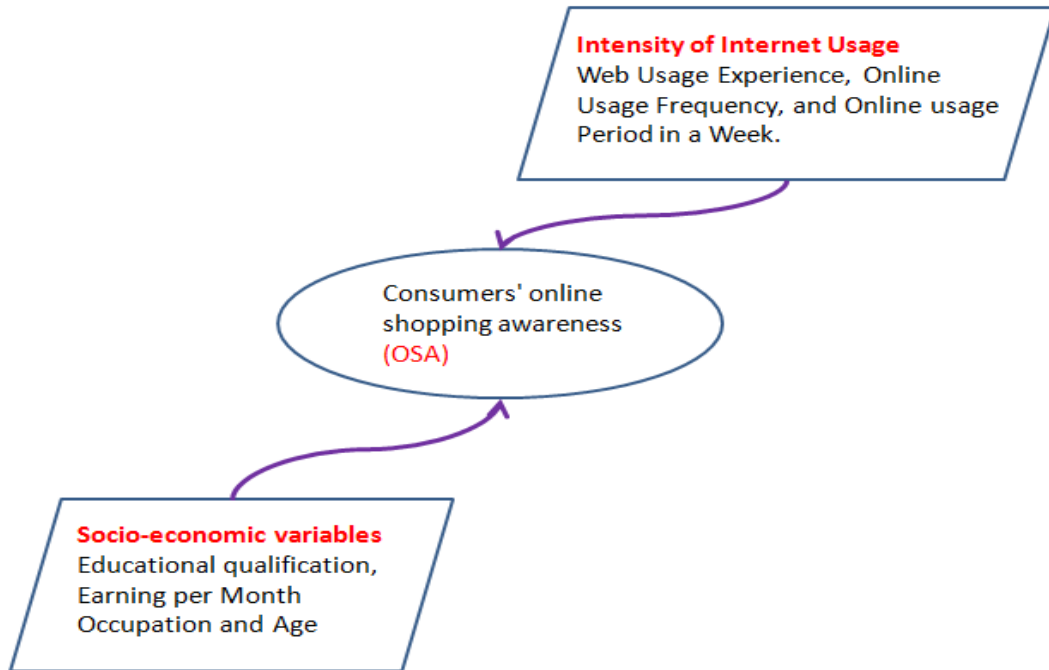 Intensity of Internet Usage
Web Usage Experience, Online
Usage Frequency, and Online usage
Period in a Week.
Consumers' online
shopping awareness
(OSA)
Socio-economic variables
Educational qualification,
Earning per Month
Occupation and Age